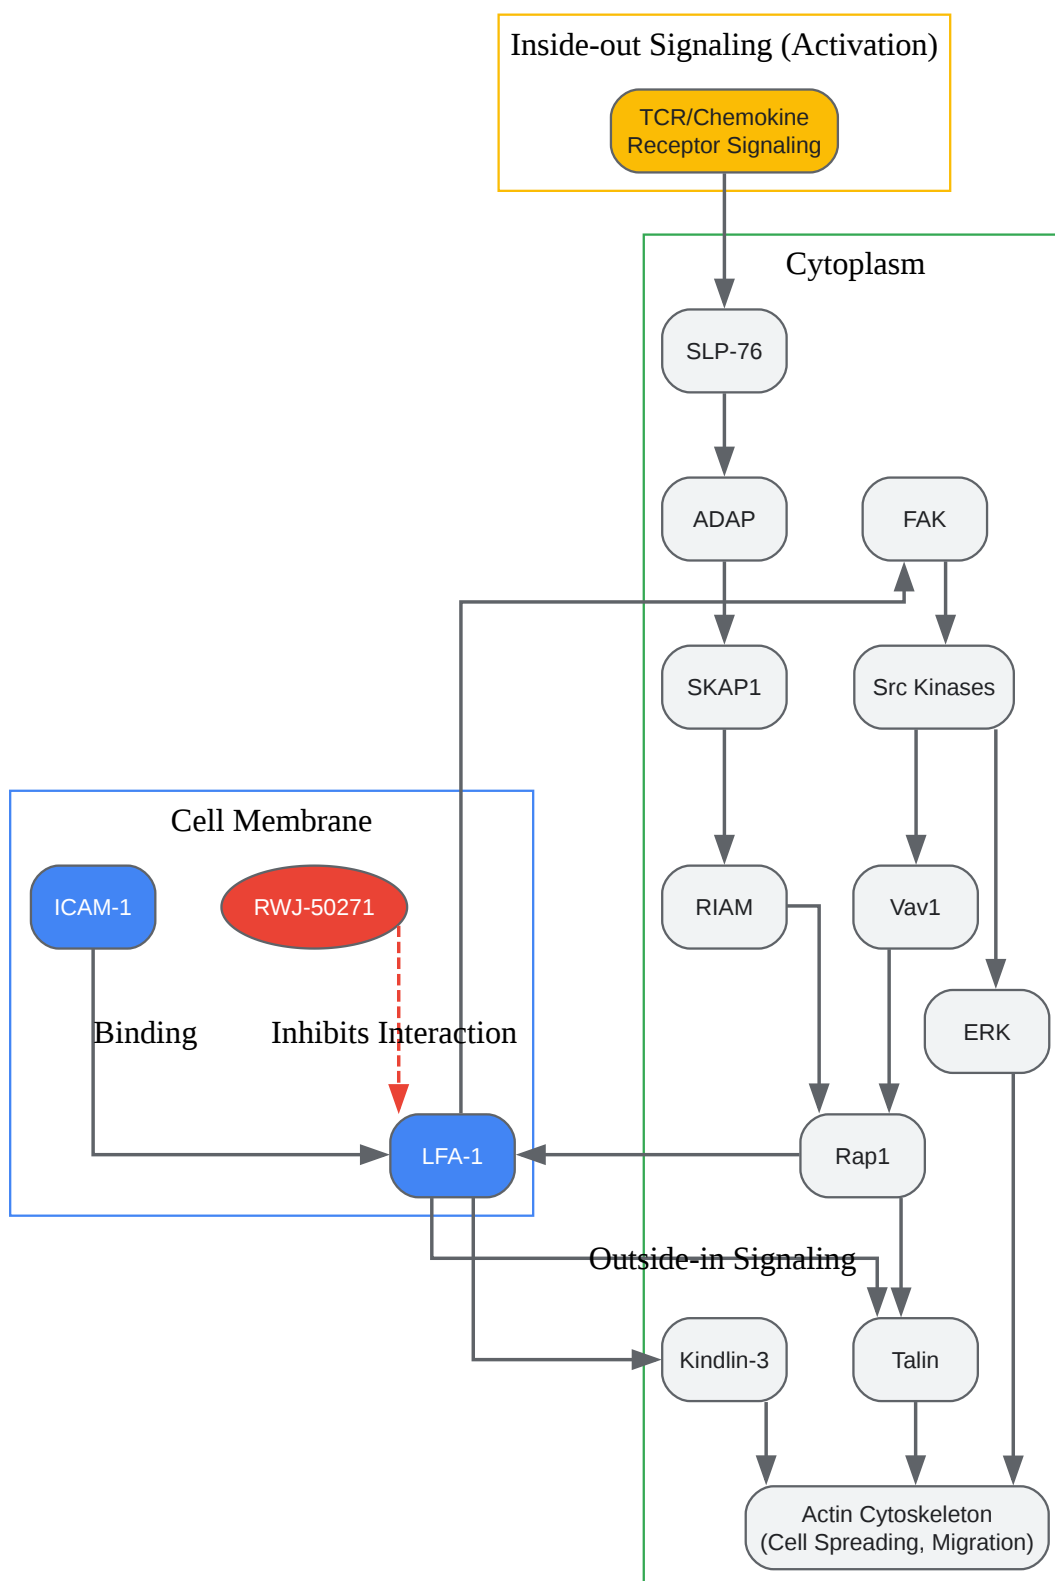 Inside-out Signaling (Activation)
TCR/Chemokine
Receptor Signaling
Cytoplasm
SLP-76
ADAP
FAK
SKAP1
Src Kinases
Cell Membrane
ICAM-1
RWJ-50271
RIAM
Vav1
Binding
Inhibits Interaction
ERK
LFA-1
Rap1
Outside-in Signaling
Kindlin-3
Talin
Actin Cytoskeleton
(Cell Spreading, Migration)